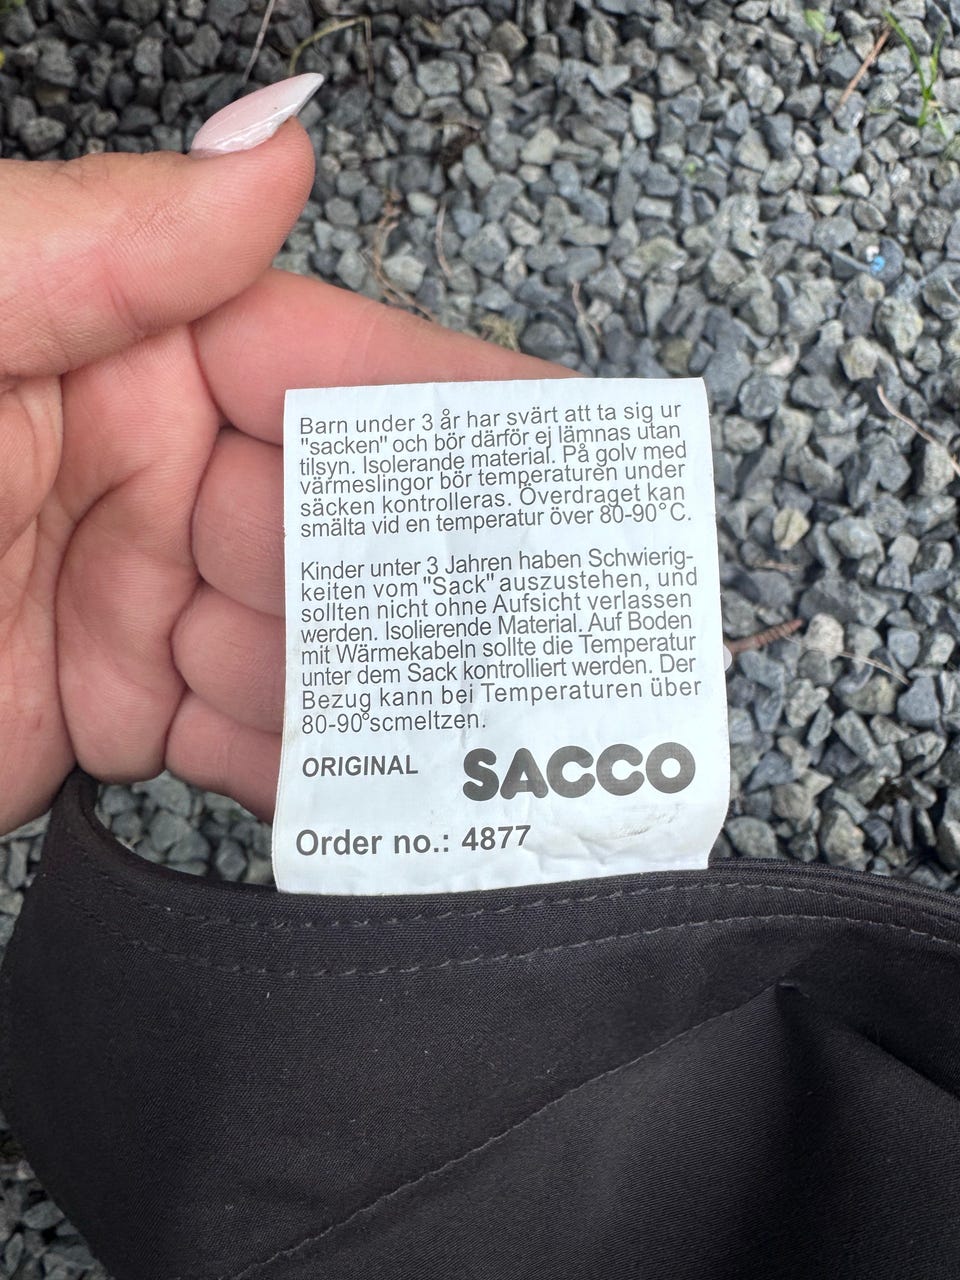 Barn under 3 år har svårt att ta sig ur
"sacken" och bör därför ej lämnas utan
tilsyn. Isolerande material. På golv med
värmeslingor bör temperaturen under
säcken kontrolleras. Överdraget kan
smälta vid en temperatur över 80-90°C.
Kinder unter 3 Jahren haben Schwierig-
keiten vom "Sack" auszustehen, und
sollten nicht ohne Aufsicht verlassen
werden. Isolierende Material. Auf Boden
mit Wärmekabeln sollte die Temperatur
unter dem Sack kontrolliert werden. Der
Bezug kann bei Temperaturen über
80-90°scmeltzen.
ORIGINAL SACCO
Order no.: 4877